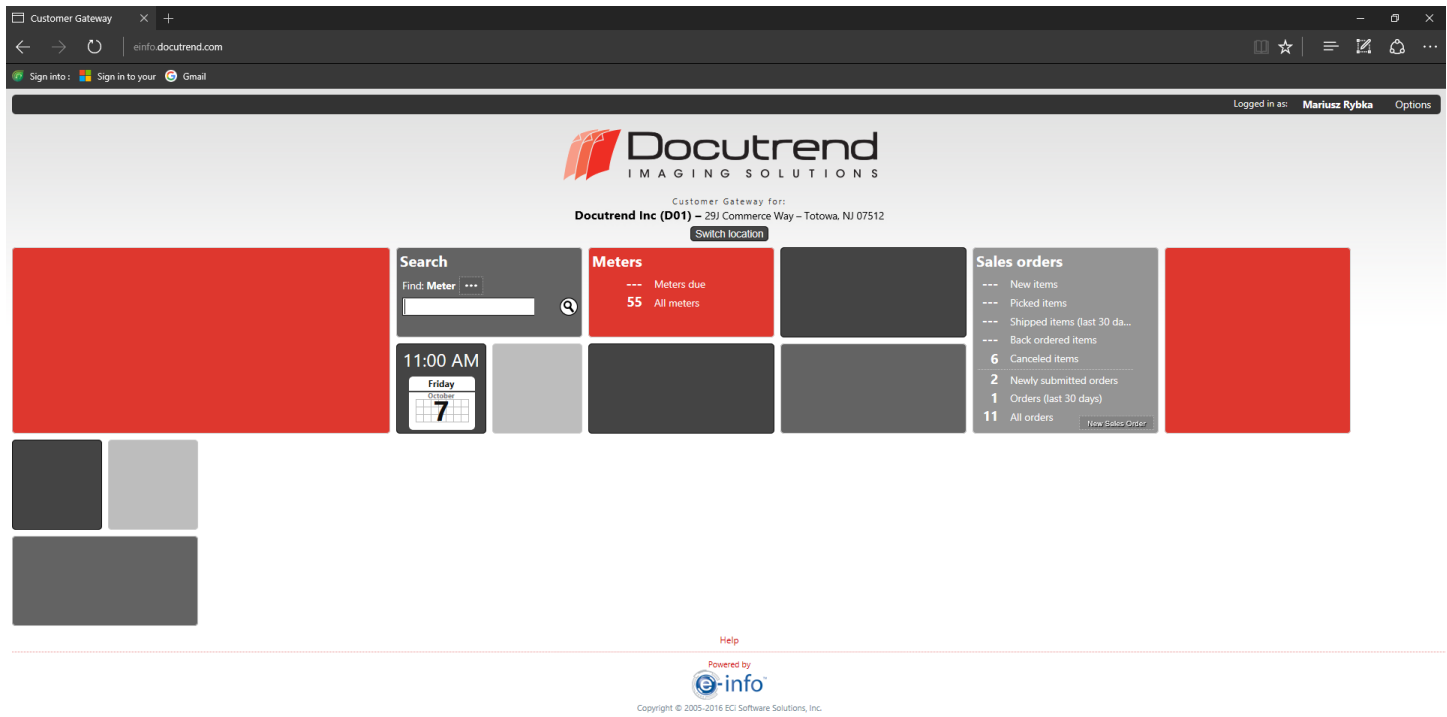 Customer Gateway
einfo.docutrend.com
Sign into :
Sign in to your
Gmail
Logged in as: Mariusz Rybka Options
Docutrend
IMAGING SOLUTIONS
Customer Gateway for:
Docutrend Inc (D01) – 29J Commerce Way – Totowa, NJ 07512
Switch location
Search
Find: Meter ...
Meters
--- Meters due
55 All meters
Sales orders
--- New items
--- Picked items
--- Shipped items (last 30 da...
--- Back ordered items
6 Canceled items
2 Newly submitted orders
1 Orders (last 30 days)
11 All orders
New Sales Order
11:00 AM
Friday
October
7
Help
Powered by
e-info™
Copyright © 2005-2016 ECi Software Solutions, Inc.